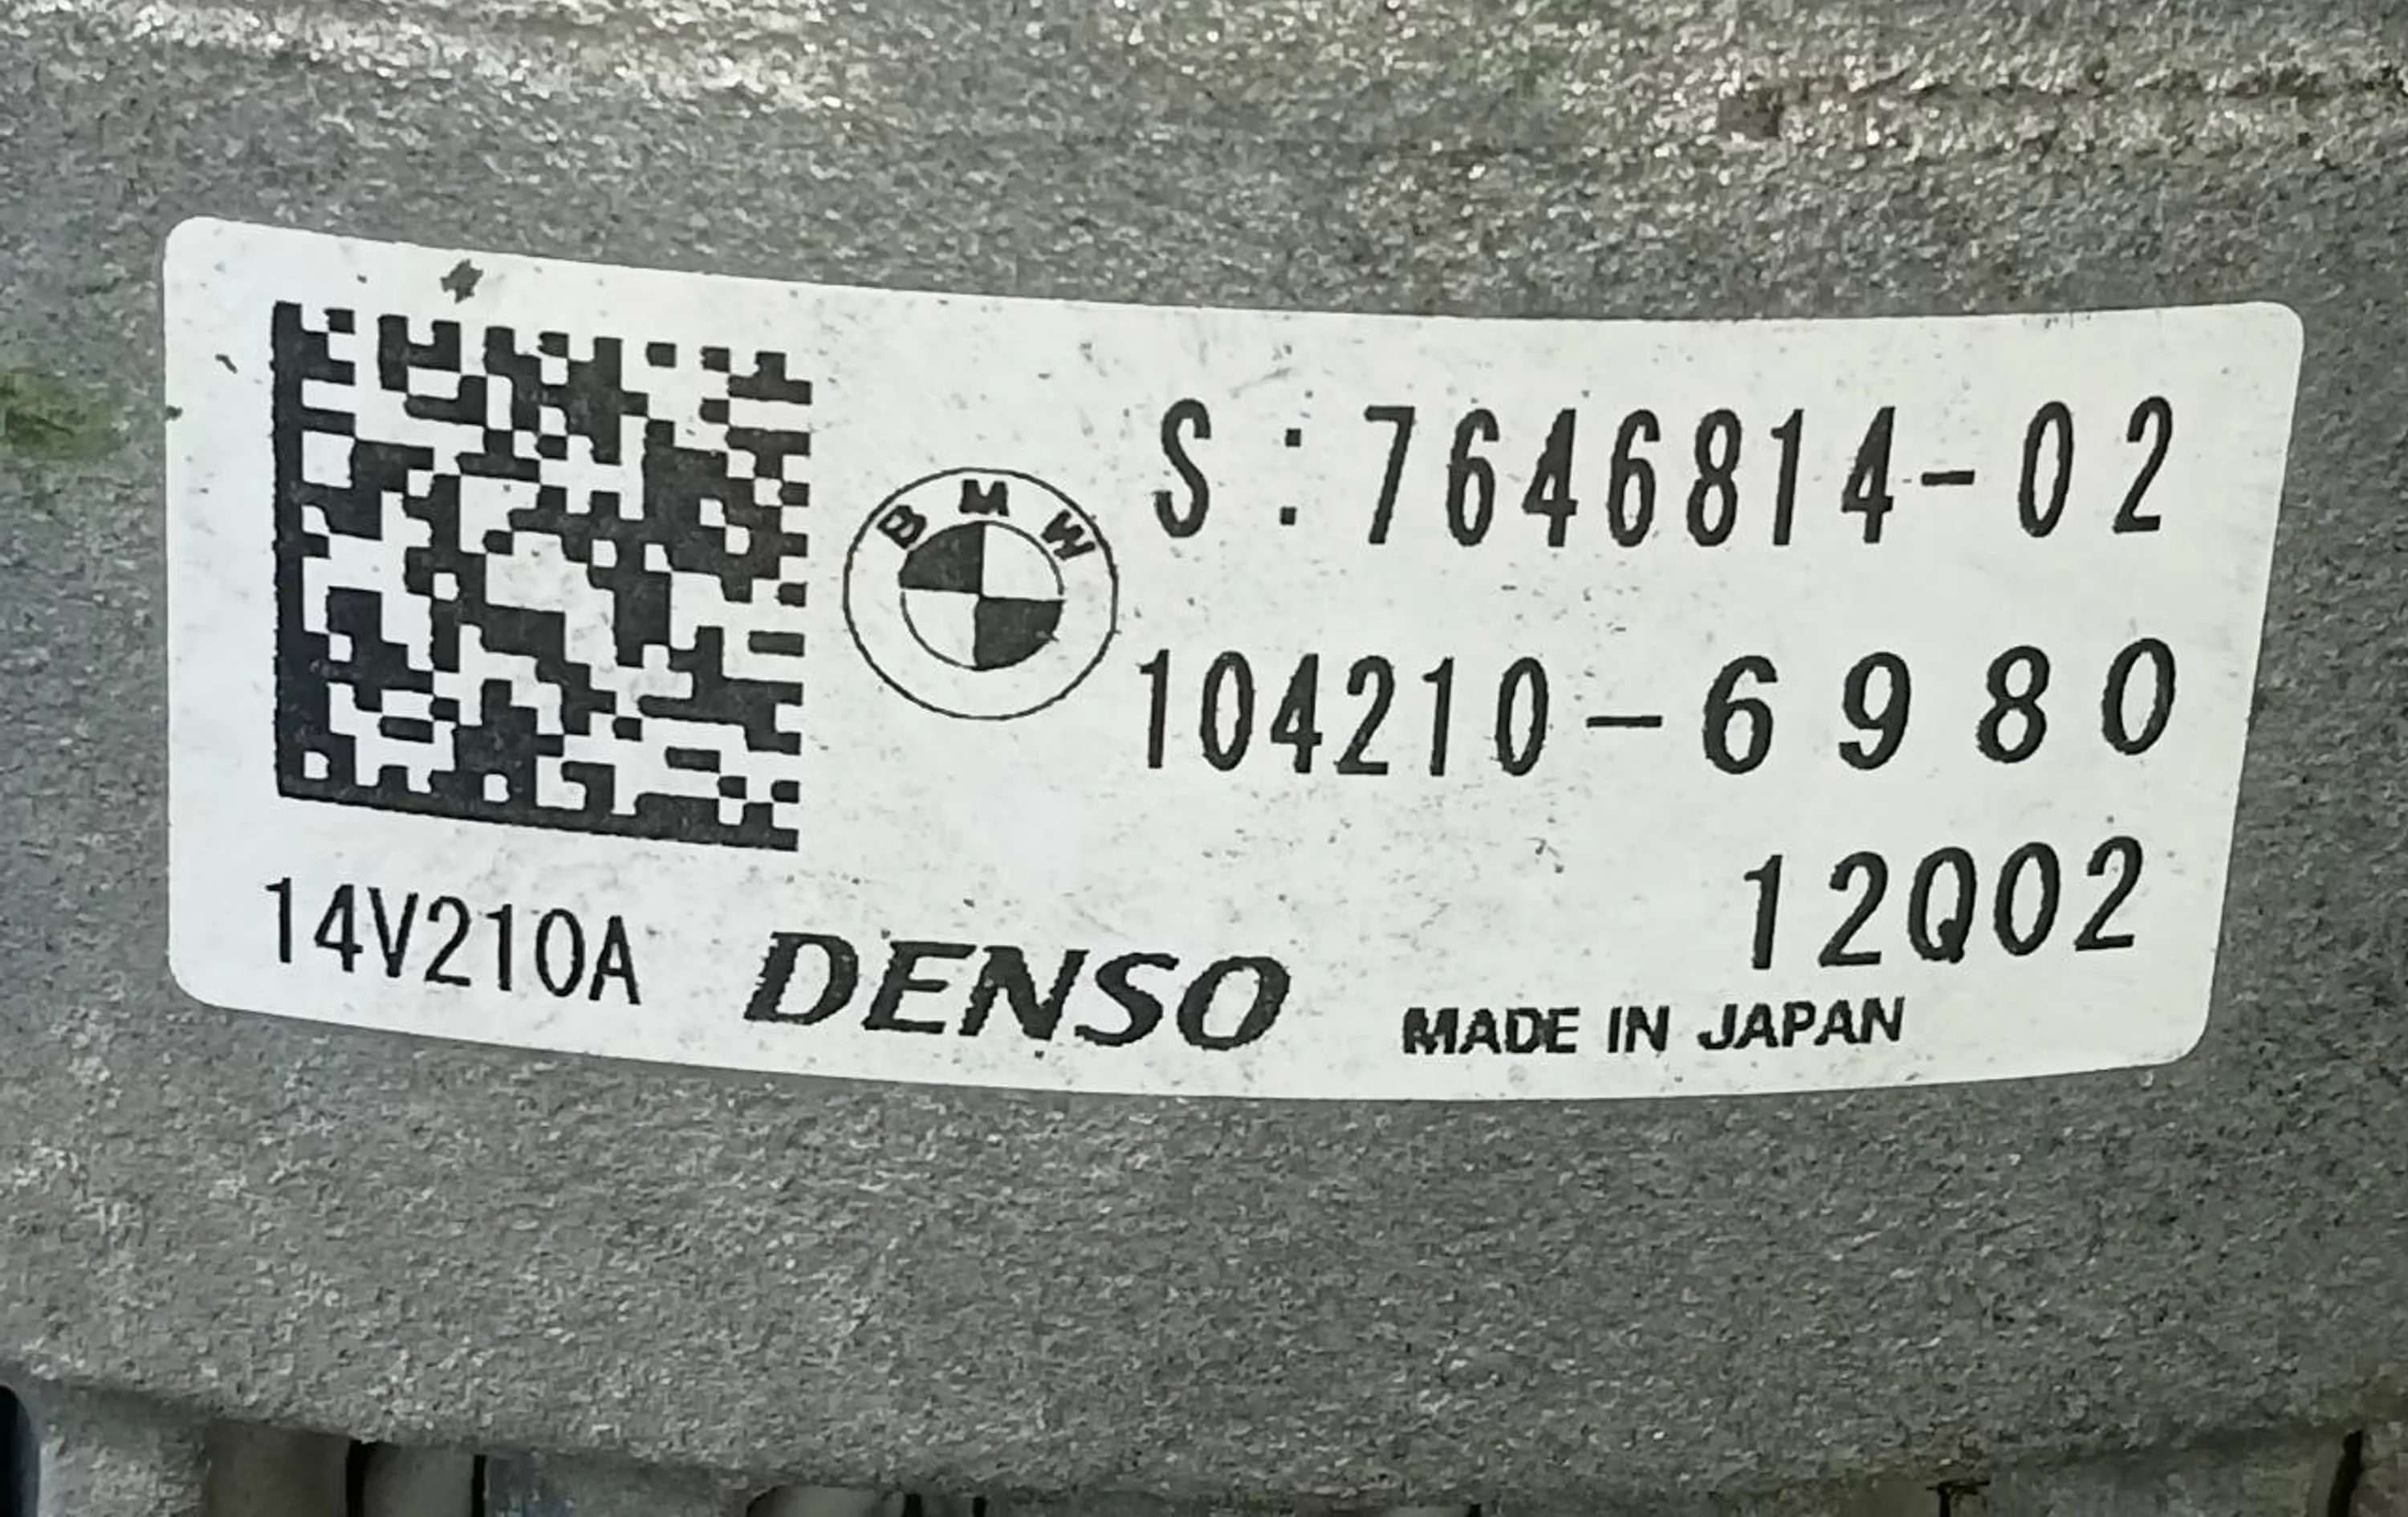 S:7646814-02
BMW
104210-6980
12Q02
14V210A DENSO MADE IN JAPAN